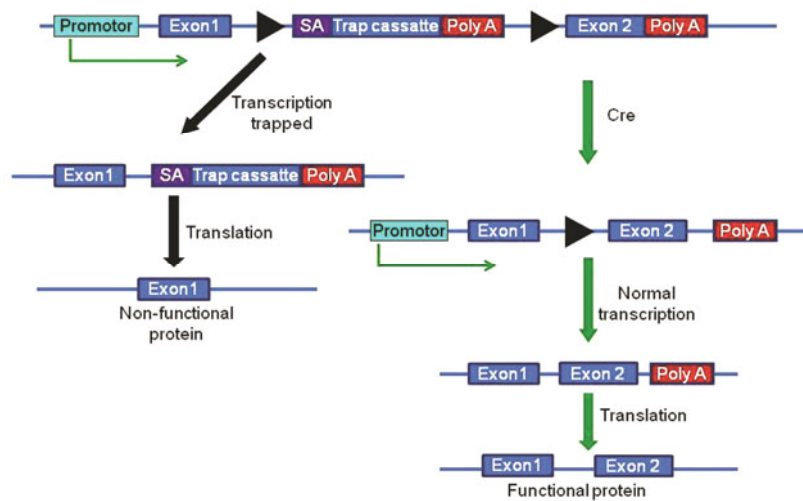 Promotor Exon1 SA Trap cassatte Poly A Exon 2 Poly A
Transcription
trapped
Cre
Exon1 SA Trap cassatte Poly A
Translation
Promotor Exon1 Exon 2 Poly A
Exon1
Non-functional
protein
Normal
transcription
Exon1 Exon 2 Poly A
Translation
Exon1 Exon 2
Functional protein